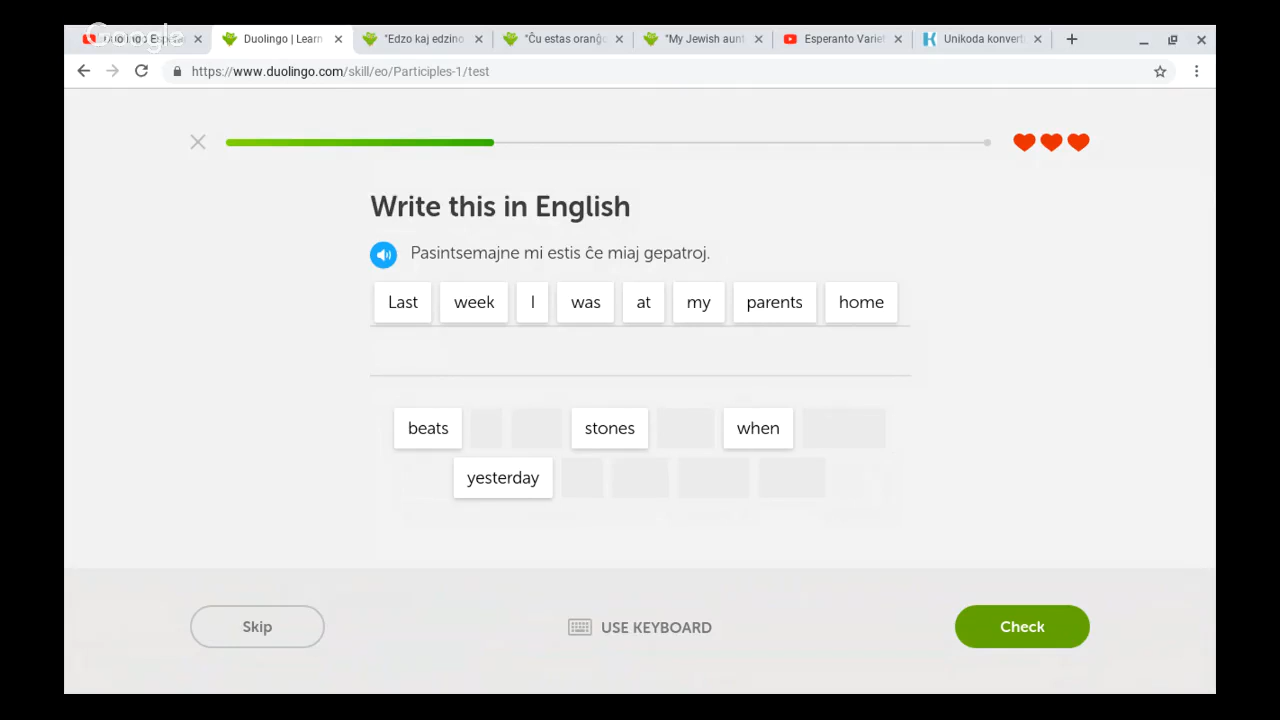 Google
Duolingo | Learn
"Edzo kaj edzino
"Ĉu estas oranĝo
"My Jewish aunt
Esperanto Variet
Unikoda konverti
https://www.duolingo.com/skill/eo/Participles-1/test
Write this in English
Pasintsemajne mi estis ĉe miaj gepatroj.
Last week I was at my parents home
beats stones when
yesterday
Skip
USE KEYBOARD
Check